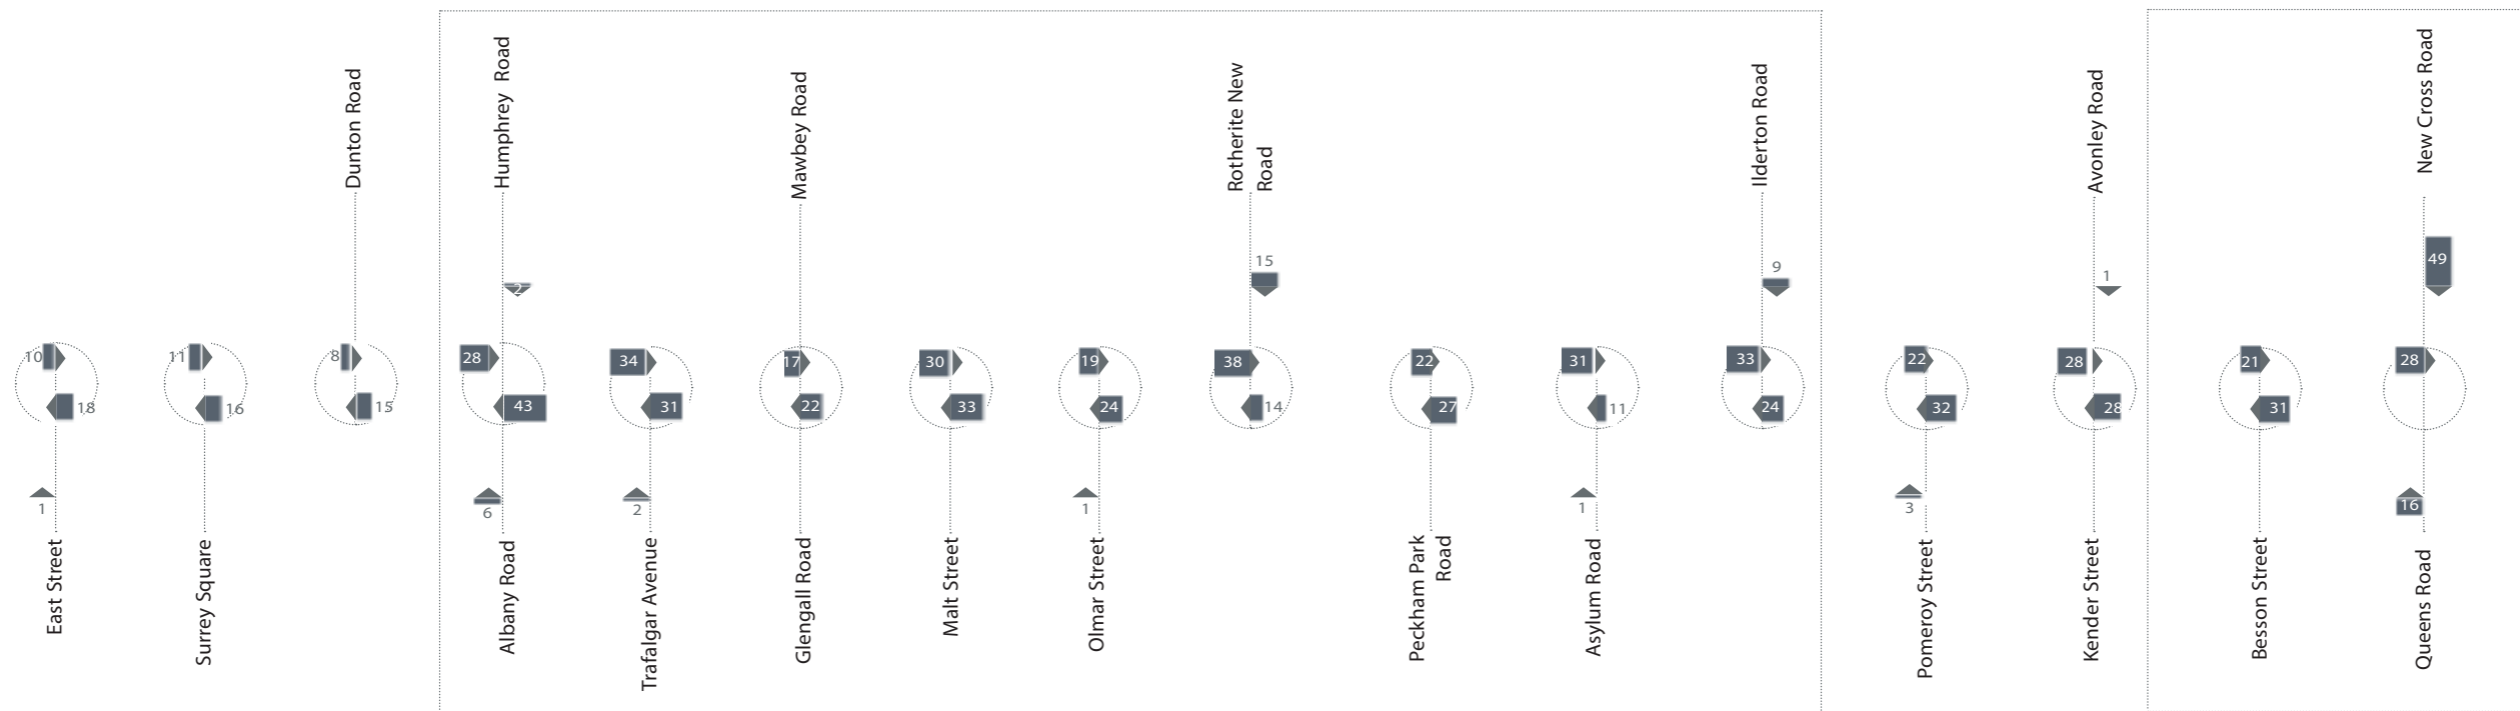 Dunton Road
Humphrey Road
Mawbey Road
Rotherite New
Road
Ilderton Road
Avonley Road
New Cross Road
2
15
9
1
49
10
11
8
28
34
17
30
19
38
22
31
33
22
28
21
28
18
16
15
43
31
22
33
24
14
27
11
24
32
28
31
1
6
2
1
1
3
16
East Street
Surrey Square
Albany Road
Trafalgar Avenue
Glengall Road
Malt Street
Olmar Street
Peckham Park
Road
Asylum Road
Pomeroy Street
Kender Street
Besson Street
Queens Road